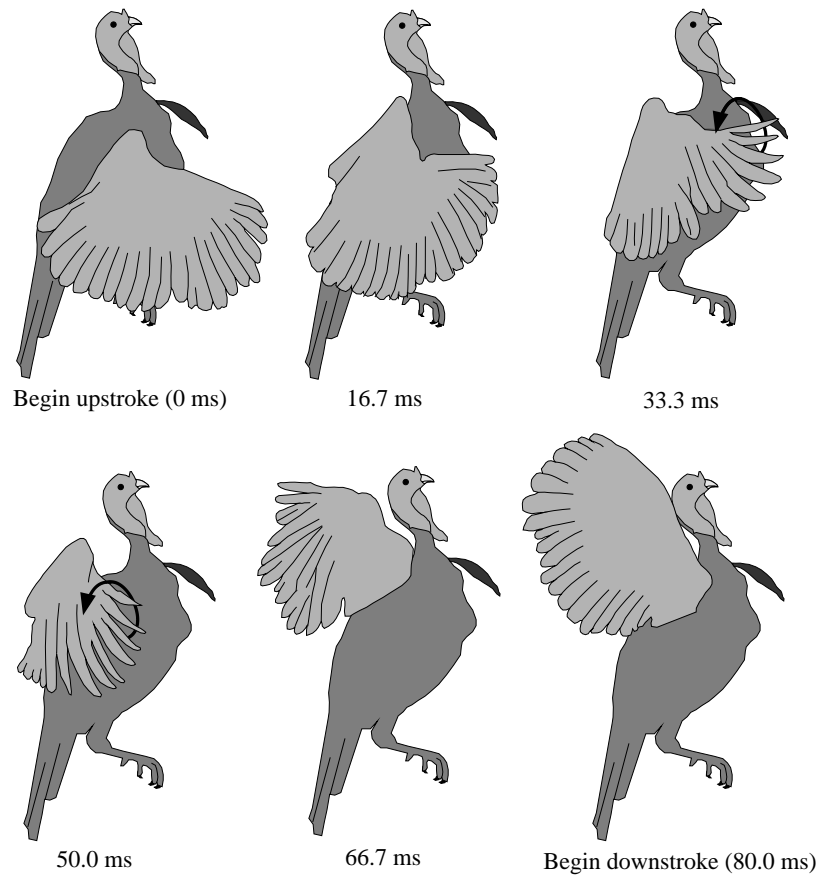 Begin upstroke (0 ms)
16.7 ms
33.3 ms
50.0 ms
66.7 ms
Begin downstroke (80.0 ms)